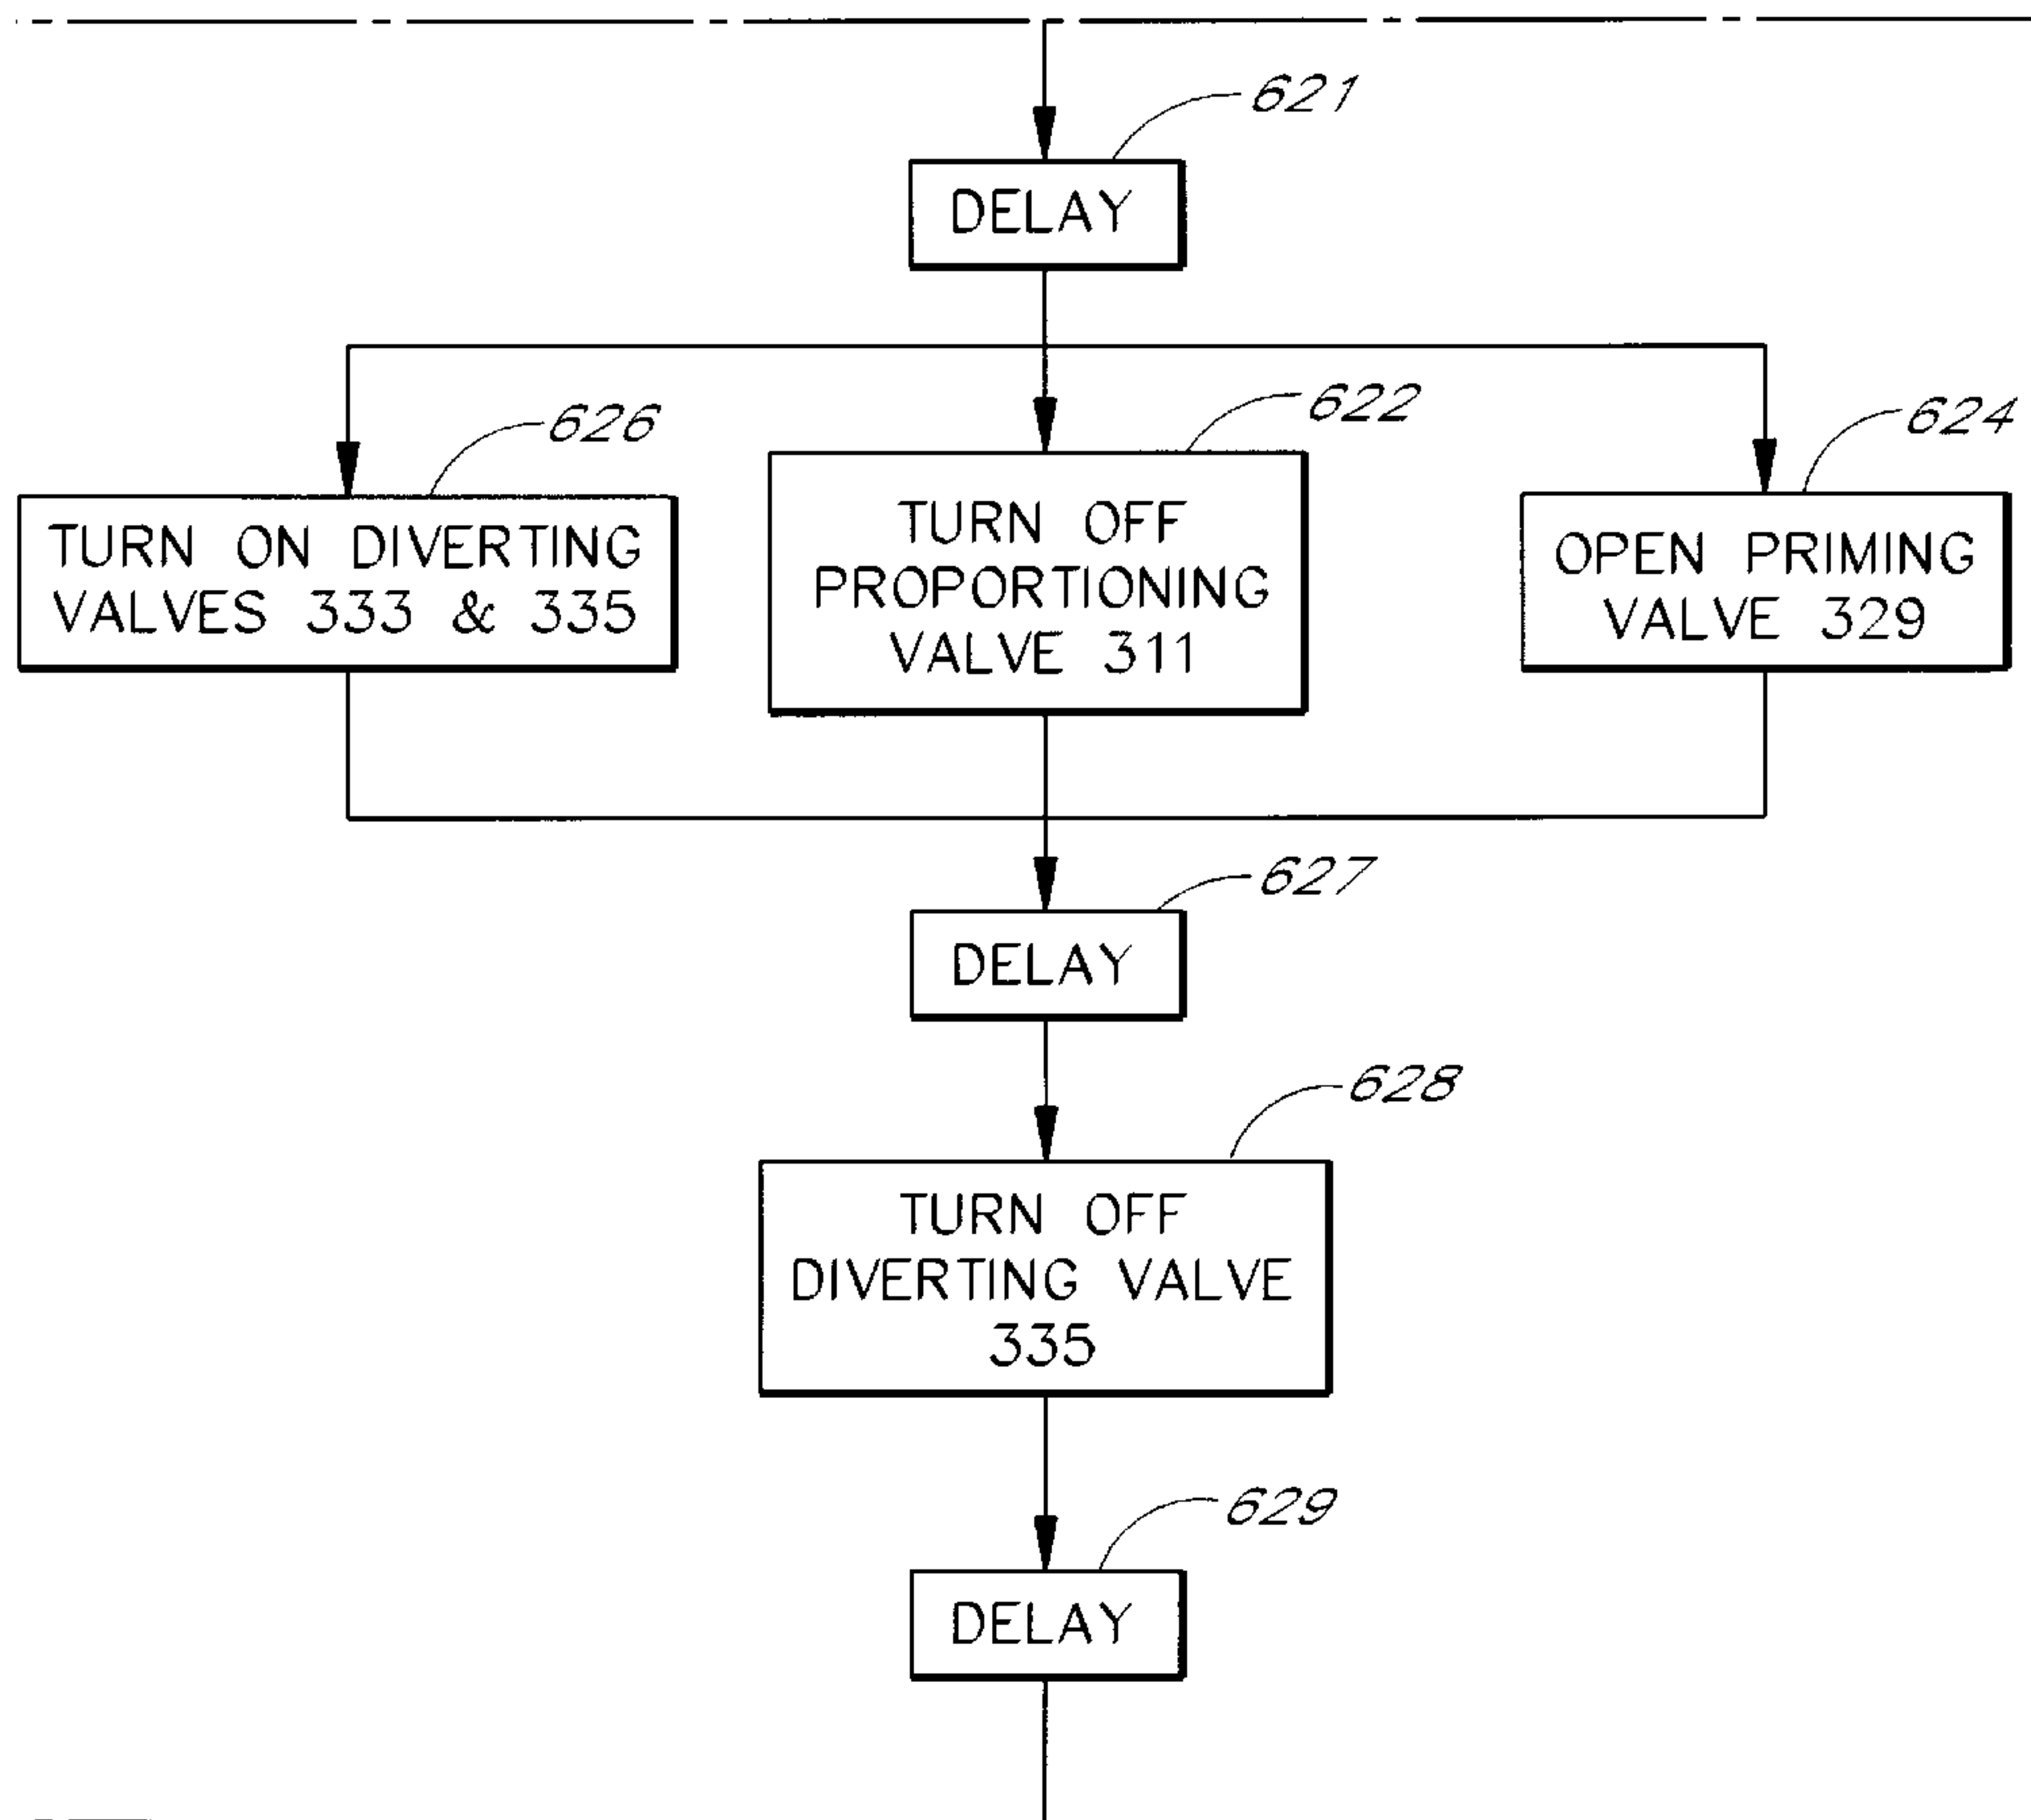 621
DELAY
626
622
624
TURN ON DIVERTING
VALVES 333 & 335
TURN OFF
PROPORTIONING
VALVE 311
OPEN PRIMING
VALVE 329
627
DELAY
628
TURN OFF
DIVERTING VALVE
335
629
DELAY